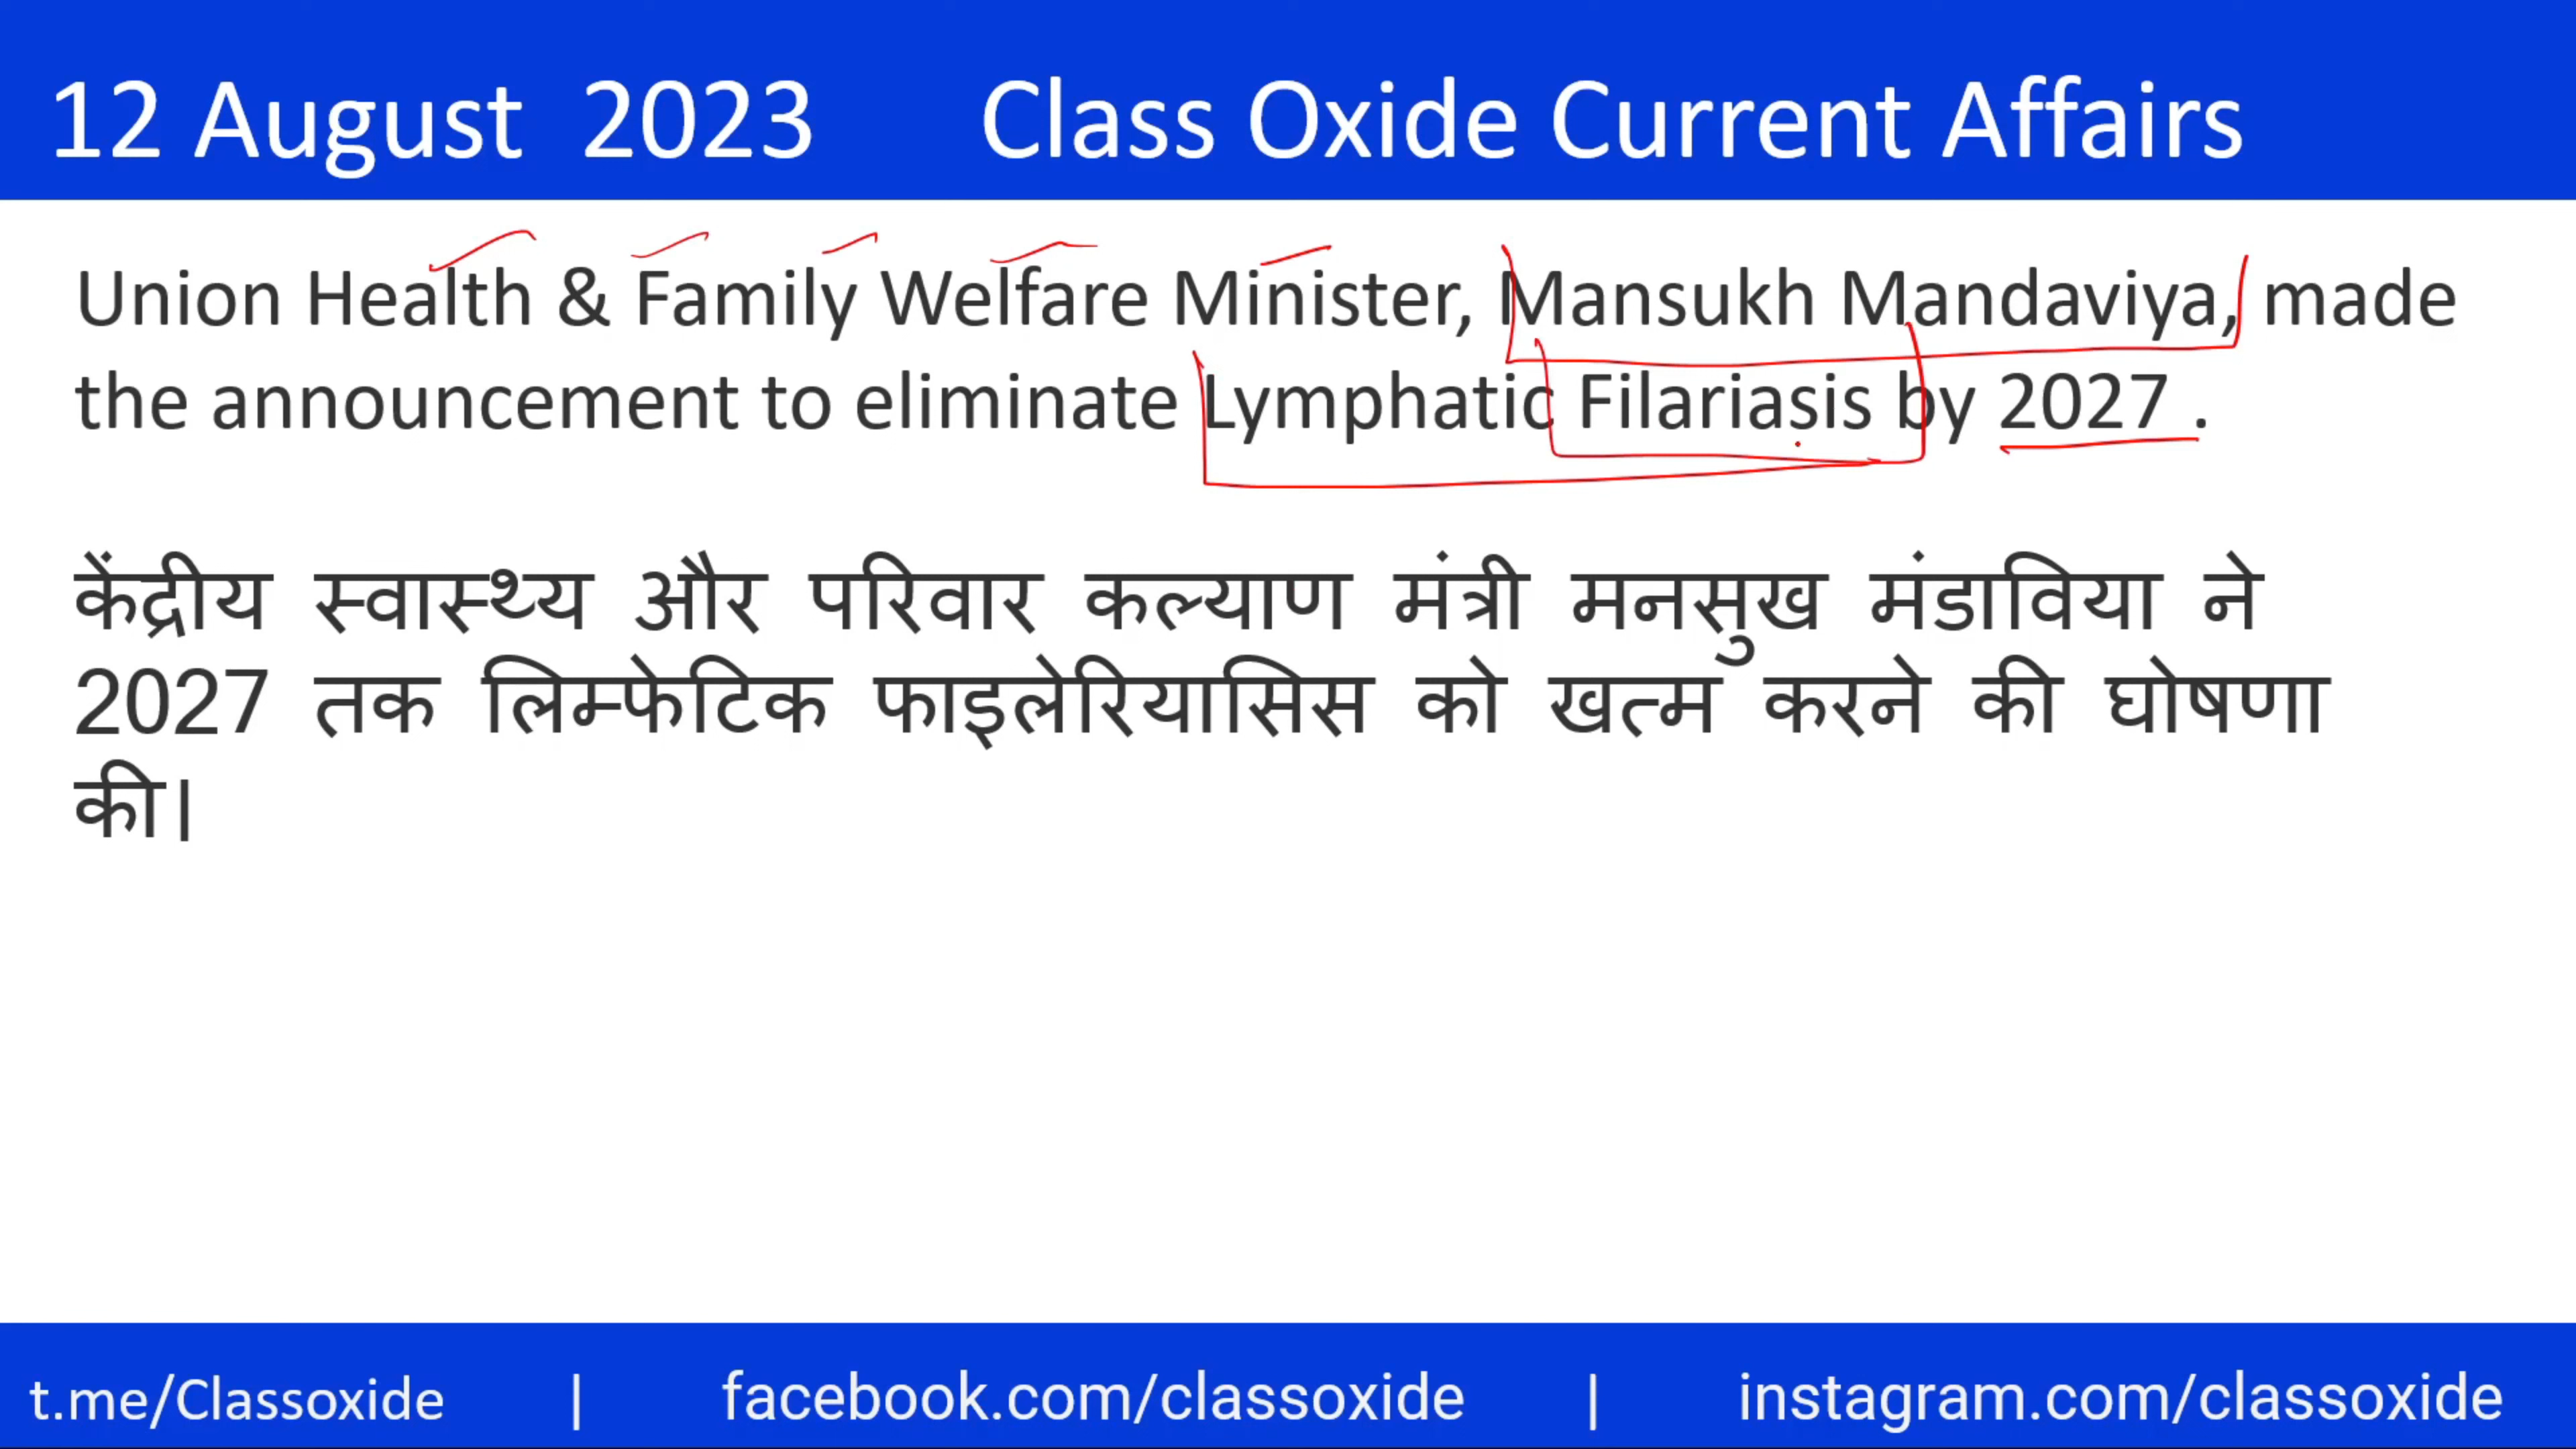 12 August 2023 Class Oxide Current Affairs
Union Health & Family Welfare Minister, Mansukh Mandaviya, made
the announcement to eliminate Lymphatic Filariasis by 2027 .
केंद्रीय स्वास्थ्य और परिवार कल्याण मंत्री मनसुख मंडाविया ने
2027 तक लिम्फेटिक फाइलेरियासिस को खत्म करने की घोषणा
की।
t.me/Classoxide | facebook.com/classoxide | instagram.com/classoxide